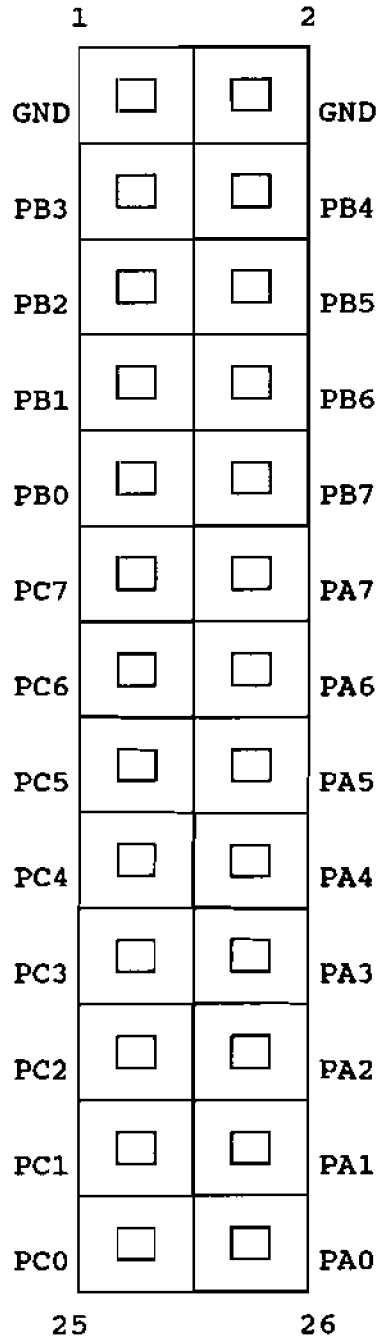 1 2
GND GND
PB3 PB4
PB2 PB5
PB1 PB6
PB0 PB7
PC7 PA7
PC6 PA6
PC5 PA5
PC4 PA4
PC3 PA3
PC2 PA2
PC1 PA1
PC0 PA0
25 26